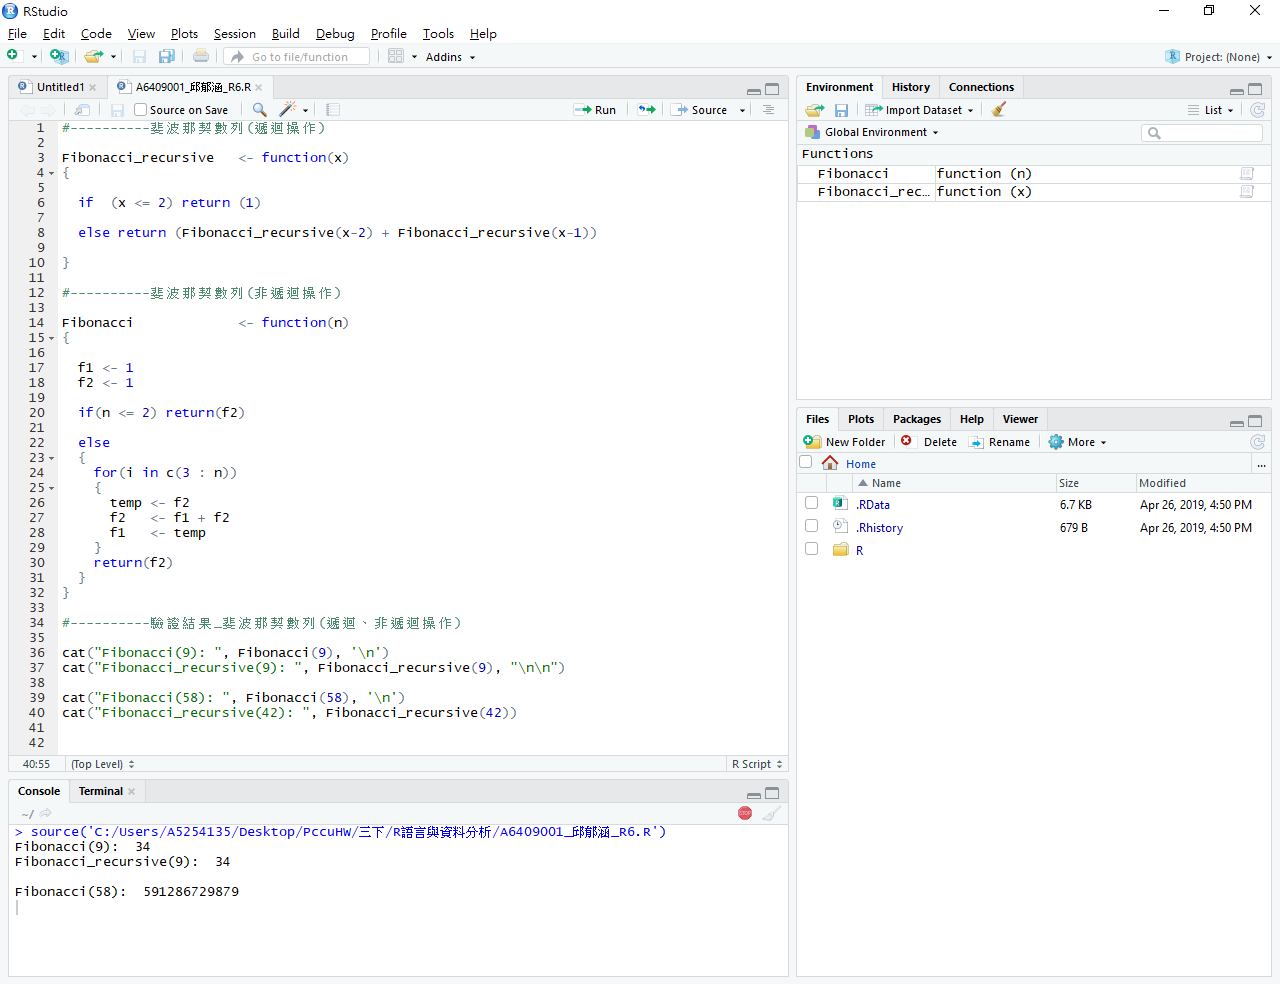 RStudio
File Edit Code View Plots Session Build Debug Profile Tools Help
Go to file/function Addins Project: (None)
Untitled1 A6409001_邱郁涵_R6.R
Source on Save Run Source
1 #----------斐波那契數列(遞迴操作)
2
3 Fibonacci_recursive   <- function(x)
4 {
5
6   if  (x <= 2) return (1)
7
8   else return (Fibonacci_recursive(x-2) + Fibonacci_recursive(x-1))
9
10 }
11
12 #----------斐波那契數列(非遞迴操作)
13
14 Fibonacci             <- function(n)
15 {
16
17   f1 <- 1
18   f2 <- 1
19
20   if(n <= 2) return(f2)
21
22   else
23   {
24     for(i in c(3 : n))
25     {
26       temp <- f2
27       f2   <- f1 + f2
28       f1   <- temp
29     }
30     return(f2)
31   }
32 }
33
34 #----------驗證結果_斐波那契數列(遞迴、非遞迴操作)
35
36 cat("Fibonacci(9): ", Fibonacci(9), '\n')
37 cat("Fibonacci_recursive(9): ", Fibonacci_recursive(9), "\n\n")
38
39 cat("Fibonacci(58): ", Fibonacci(58), '\n')
40 cat("Fibonacci_recursive(42): ", Fibonacci_recursive(42))
41
42
40:55 (Top Level) R Script
Console Terminal
~/
STOP
> source('C:/Users/A5254135/Desktop/PccuHW/三下/R語言與資料分析/A6409001_邱郁涵_R6.R')
Fibonacci(9):  34
Fibonacci_recursive(9):  34
Fibonacci(58):  591286729879
Environment History Connections
Import Dataset List
Global Environment
Functions
Fibonacci function (n)
Fibonacci_rec… function (x)
Files Plots Packages Help Viewer
New Folder Delete Rename More
Home ...
Name Size Modified
.RData 6.7 KB Apr 26, 2019, 4:50 PM
.Rhistory 679 B Apr 26, 2019, 4:50 PM
R